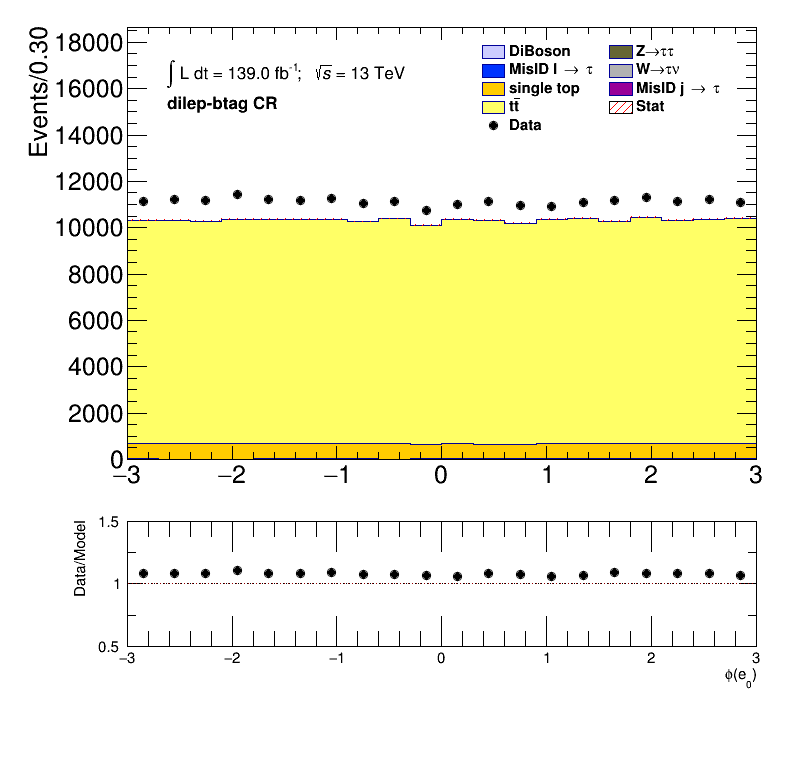 Events/0.30
18000
16000
14000
12000
10000
8000
6000
4000
2000
0
∫ L dt = 139.0 fb⁻¹; √s = 13 TeV
dilep-btag CR
DiBoson
MisID l → τ
single top
tt̄
Data
Z→ττ
W→τν
MisID j → τ
Stat
−3 −2 −1 0 1 2 3
Data/Model
1.5
1
0.5
−3 −2 −1 0 1 2 3
ϕ(e₀)